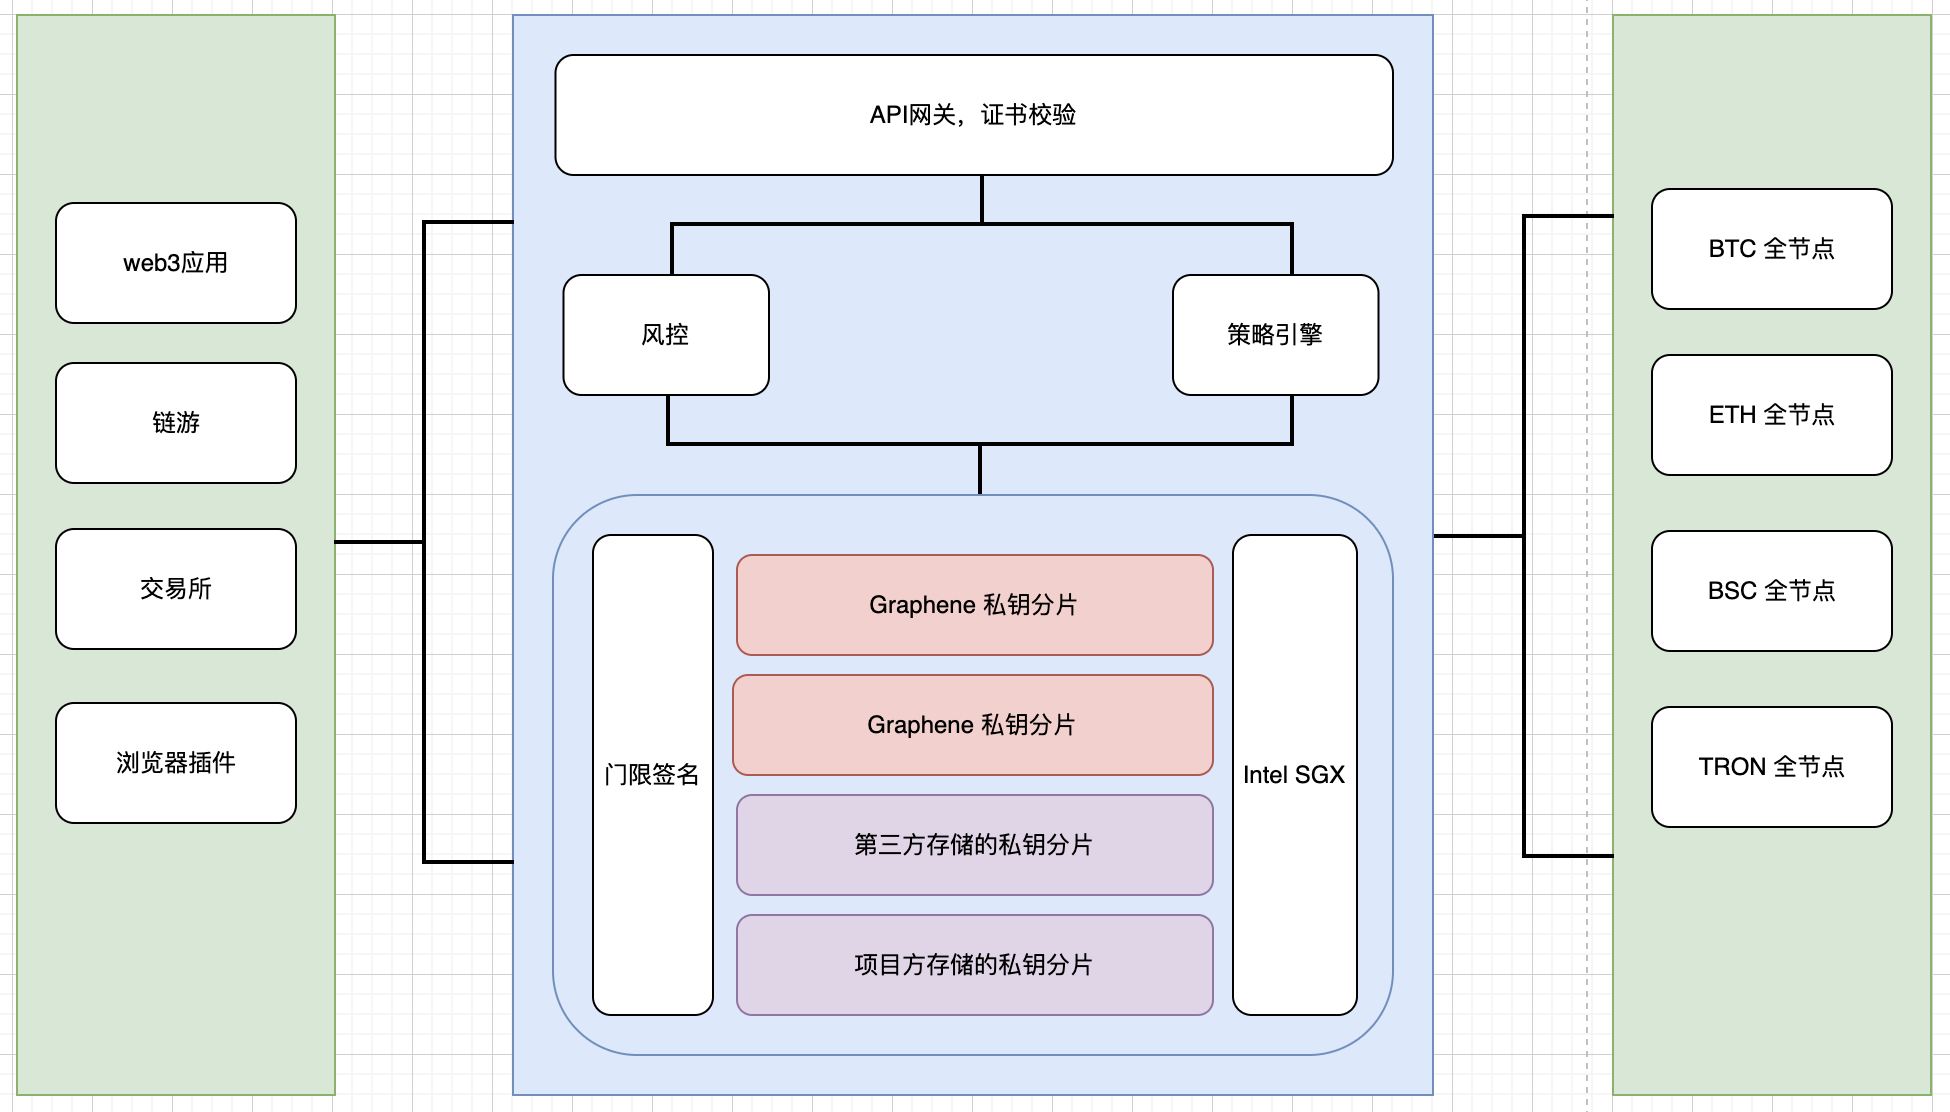 web3应用
链游
交易所
浏览器插件
API网关，证书校验
风控
策略引擎
门限签名
Graphene 私钥分片
Graphene 私钥分片
第三方存储的私钥分片
项目方存储的私钥分片
Intel SGX
BTC 全节点
ETH 全节点
BSC 全节点
TRON 全节点